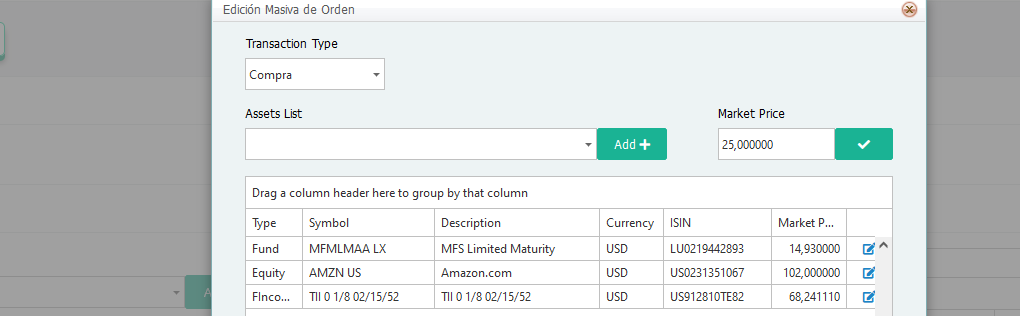 Edición Masiva de Orden
Transaction Type
Compra
Assets List Market Price
Add 25,000000
Drag a column header here to group by that column
Type Symbol Description Currency ISIN Market P...
Fund MFMLMAA LX MFS Limited Maturity USD LU0219442893 14,930000
Equity AMZN US Amazon.com USD US0231351067 102,000000
FInco... TII 0 1/8 02/15/52 TII 0 1/8 02/15/52 USD US912810TE82 68,241110